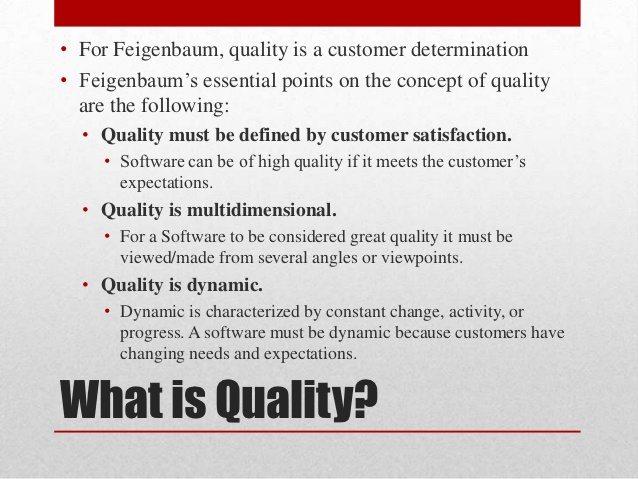 • For Feigenbaum, quality is a customer determination
• Feigenbaum’s essential points on the concept of quality
are the following:
• Quality must be defined by customer satisfaction.
• Software can be of high quality if it meets the customer’s
expectations.
• Quality is multidimensional.
• For a Software to be considered great quality it must be
viewed/made from several angles or viewpoints.
• Quality is dynamic.
• Dynamic is characterized by constant change, activity, or
progress. A software must be dynamic because customers have
changing needs and expectations.
What is Quality?